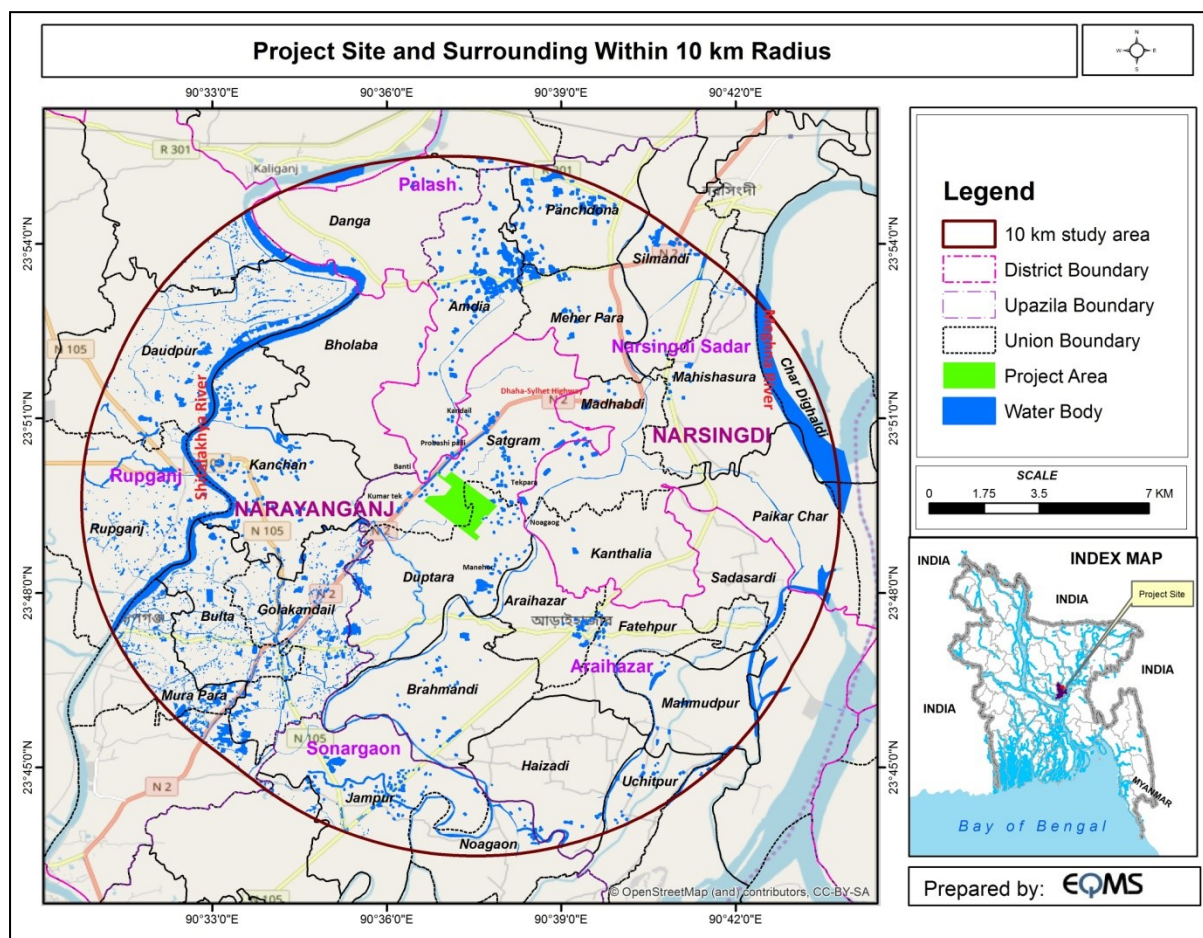 Project Site and Surrounding Within 10 km Radius
N
W
E
S
90°33'0"E
90°36'0"E
90°39'0"E
90°42'0"E
R 301
Kaliganj
R 301
Palash
Panchdona
নরসিংদী
Danga
23°54'0"N
23°54'0"N
N 2
Silmandi
Amdia
Meher Para
Daudpur
Bholaba
Narsingdi Sadar
Meghna River
N 105
Mahishasura
Char Dighaldi
Dhaha-Sylhet Highway
N 2
Madhabdi
23°51'0"N
23°51'0"N
Kandail
Satgram
NARSINGDI
Probashi palli
Shitalakhya River
Kanchan
Banti
Rupganj
Tekpara
Kumar tek
NARAYANGANJ
Noagaog
Rupganj
N 105
N 2
Paikar Char
Kanthalia
Duptara
Sadasardi
N 2
Araihazar
23°48'0"N
23°48'0"N
Bulta
Golakandail
আড়াইহাজার
Fatehpur
Araihazar
Brahmandi
Mura Para
Mahmudpur
Sonargaon
N 105
Haizadi
23°45'0"N
23°45'0"N
N 2
Uchitpur
Jampur
Noagaon
© OpenStreetMap (and) contributors, CC-BY-SA
90°33'0"E
90°36'0"E
90°39'0"E
90°42'0"E
Legend
10 km study area
District Boundary
Upazila Boundary
Union Boundary
Project Area
Water Body
SCALE
0 1.75 3.5 7 KM
INDIA
INDEX MAP
INDIA
Project Site
INDIA
INDIA
MYANMAR
Bay of Bengal
Prepared by: EQMS